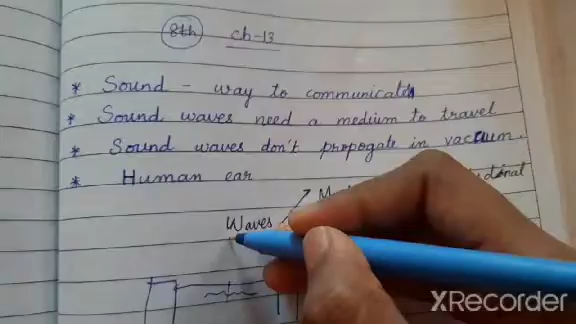 8th ch-13
* Sound - way to communicate
* Sound waves need a medium to travel
* Sound waves don't propogate in vacuum.
* Human ear
Waves
XRecorder